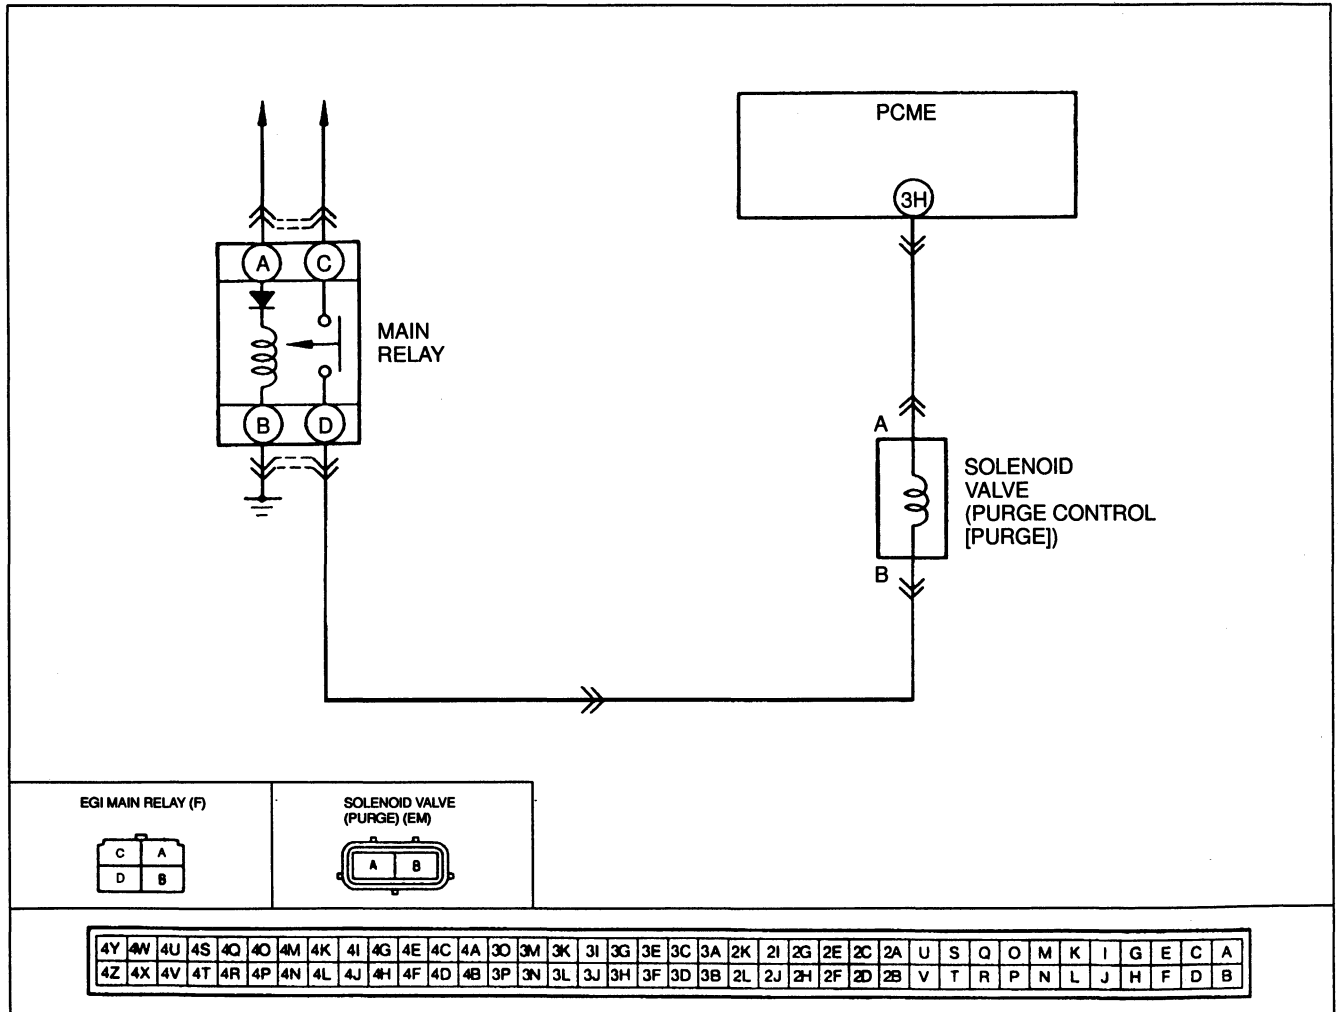 PCME
3H
A C
MAIN
RELAY
B D
A
SOLENOID
VALVE
(PURGE CONTROL
[PURGE])
B
EGI MAIN RELAY (F)
C A
D B
SOLENOID VALVE
(PURGE) (EM)
A B
4Y 4W 4U 4S 4Q 4O 4M 4K 4I 4G 4E 4C 4A 3O 3M 3K 3I 3G 3E 3C 3A 2K 2I 2G 2E 2C 2A U S Q O M K I G E C A
4Z 4X 4V 4T 4R 4P 4N 4L 4J 4H 4F 4D 4B 3P 3N 3L 3J 3H 3F 3D 3B 2L 2J 2H 2F 2D 2B V T R P N L J H F D B